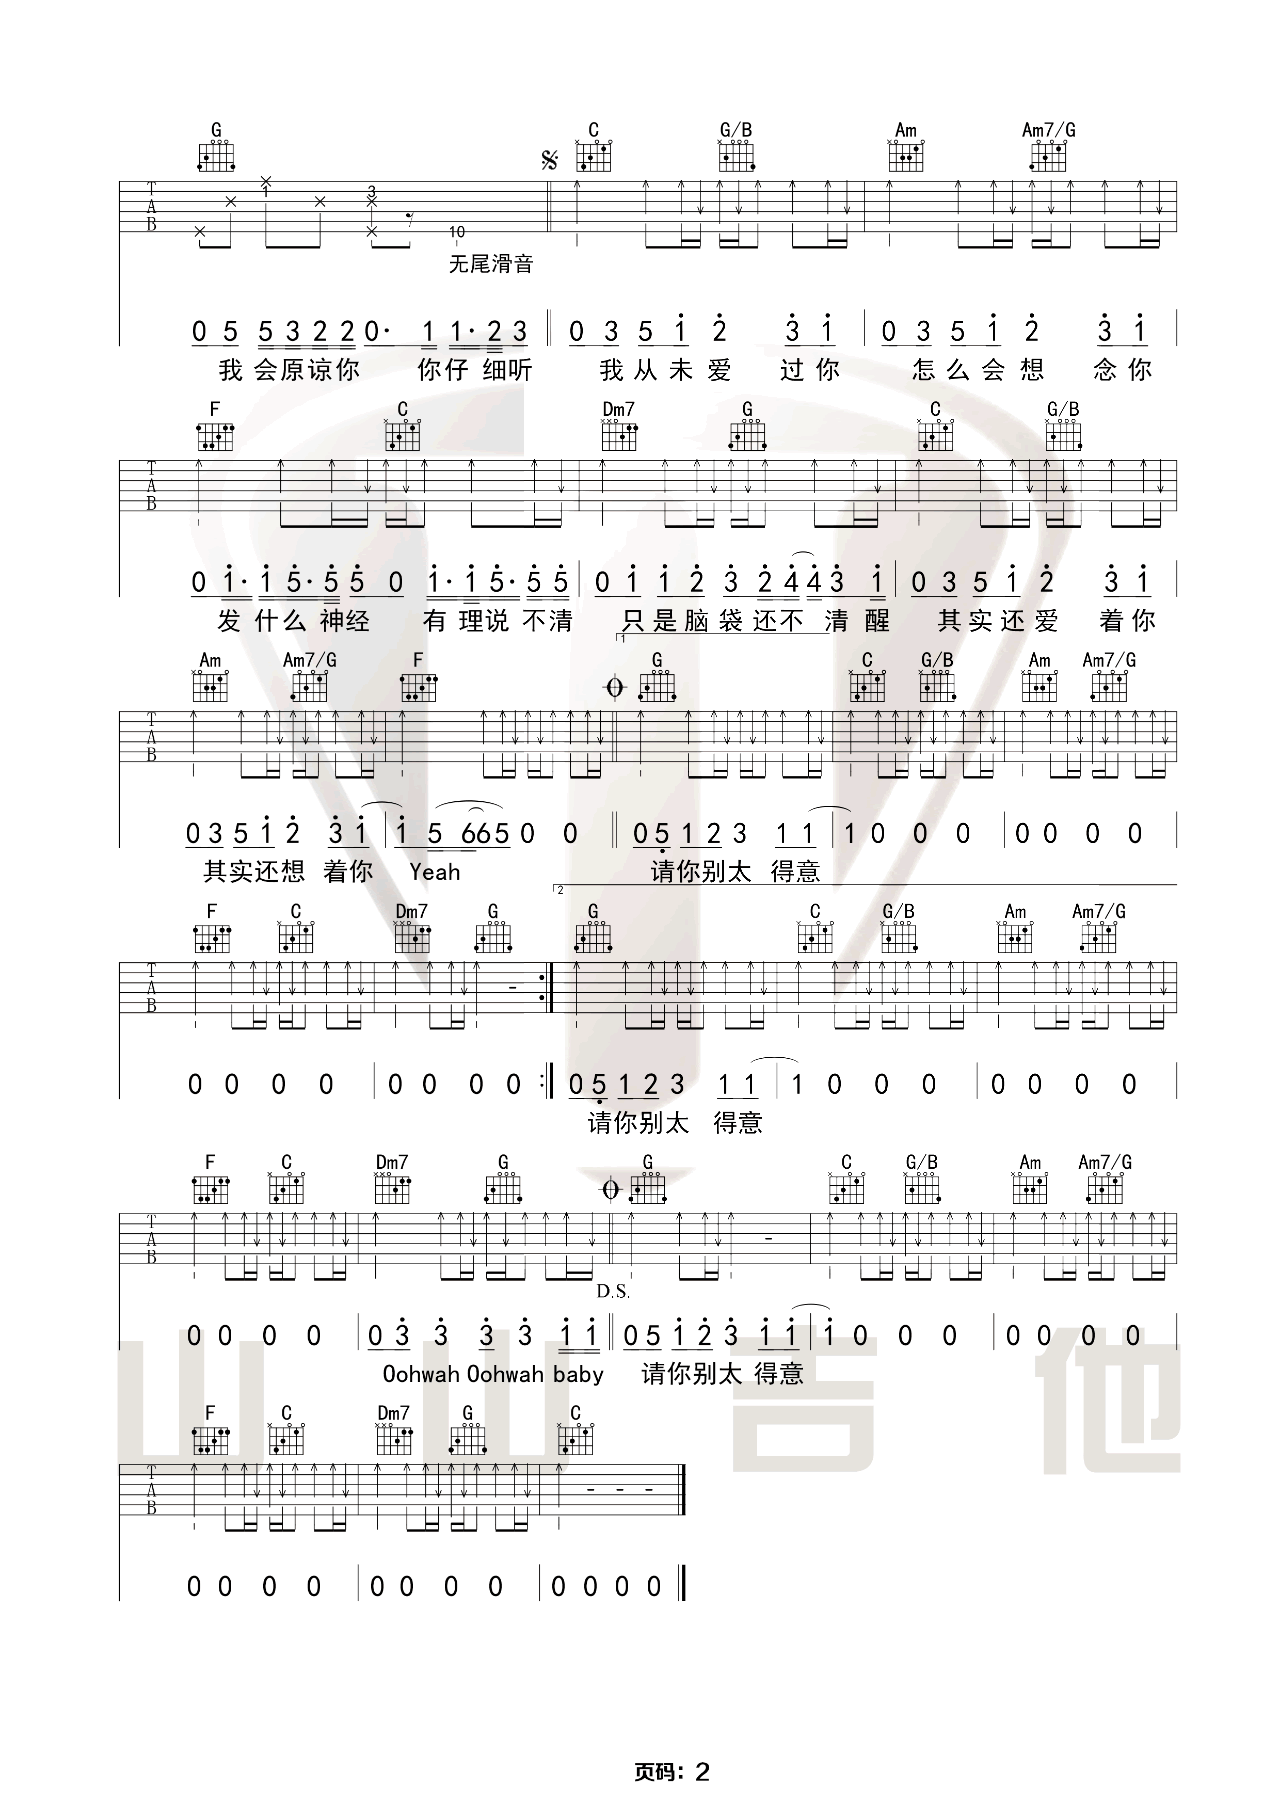 G C G/B Am Am7/G
T A B 1 3 10
无尾滑音
0 5 5 3 2 2 0· 1 1· 2 3 0 3 5 1 2 3 1 0 3 5 1 2 3 1
我 会 原 谅 你 你 仔 细 听 我 从 未 爱 过 你 怎 么 会 想 念 你
F C Dm7 G C G/B
T A B
0 1· 1 5· 5 5 0 1· 1 5· 5 5 0 1 1 2 3 2 4 4 3 1 0 3 5 1 2 3 1
发 什 么 神 经 有 理 说 不 清 只 是 脑 袋 还 不 清 醒 其 实 还 爱 着 你
1
Am Am7/G F G C G/B Am Am7/G
T A B
0 3 5 1 2 3 1 1 5 6 6 5 0 0 0 5 1 2 3 1 1 1 0 0 0 0 0 0 0
其实还想 着你 Yeah 请你别太 得意
2
F C Dm7 G G C G/B Am Am7/G
T A B -
0 0 0 0 0 0 0 0 0 5 1 2 3 1 1 1 0 0 0 0 0 0 0
请你别太 得意
F C Dm7 G G C G/B Am Am7/G
T A B -
D.S.
0 0 0 0 0 3 3 3 3 1 1 0 5 1 2 3 1 1 1 0 0 0 0 0 0 0
Oohwah Oohwah baby 请你别太 得意
山 山 吉 他
F C Dm7 G C
T A B - - -
0 0 0 0 0 0 0 0 0 0 0 0
页码：2